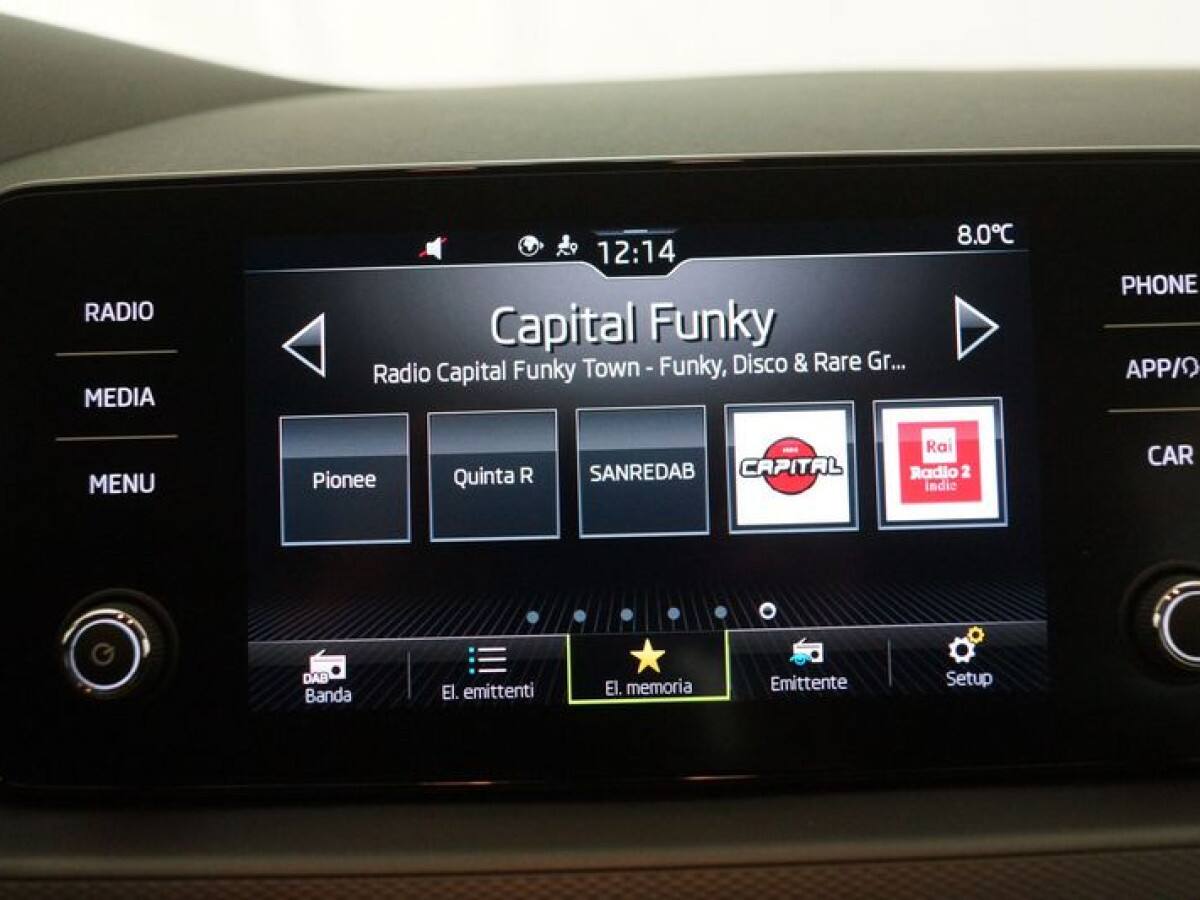 12:14
8.0°C
RADIO
MEDIA
MENU
PHONE
APP/
CAR
Capital Funky
Radio Capital Funky Town - Funky, Disco & Rare Gr...
Pionee
Quinta R
SANREDAB
CAPITAL
Rai
Radio 2
indie
DAB
Banda
El. emittenti
El. memoria
Emittente
Setup